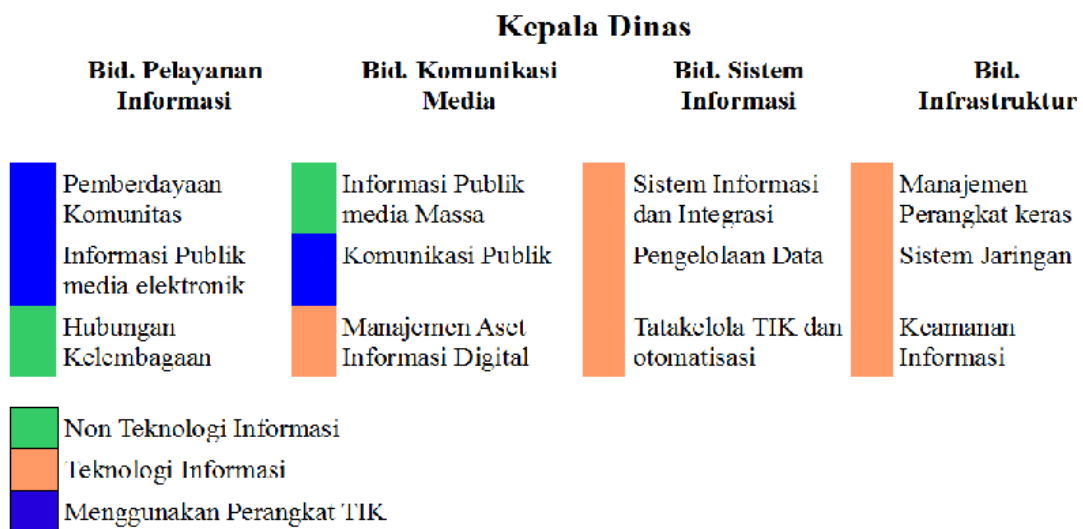 Kepala Dinas
Bid. Pelayanan
Informasi
Bid. Komunikasi
Media
Bid. Sistem
Informasi
Bid.
Infrastruktur
Pemberdayaan
Komunitas
Informasi Publik
media Massa
Sistem Informasi
dan Integrasi
Manajemen
Perangkat keras
Informasi Publik
media elektronik
Komunikasi Publik
Pengelolaan Data
Sistem Jaringan
Hubungan
Kelembagaan
Manajemen Aset
Informasi Digital
Tatakelola TIK dan
otomatisasi
Keamanan
Informasi
Non Teknologi Informasi
Teknologi Informasi
Menggunakan Perangkat TIK